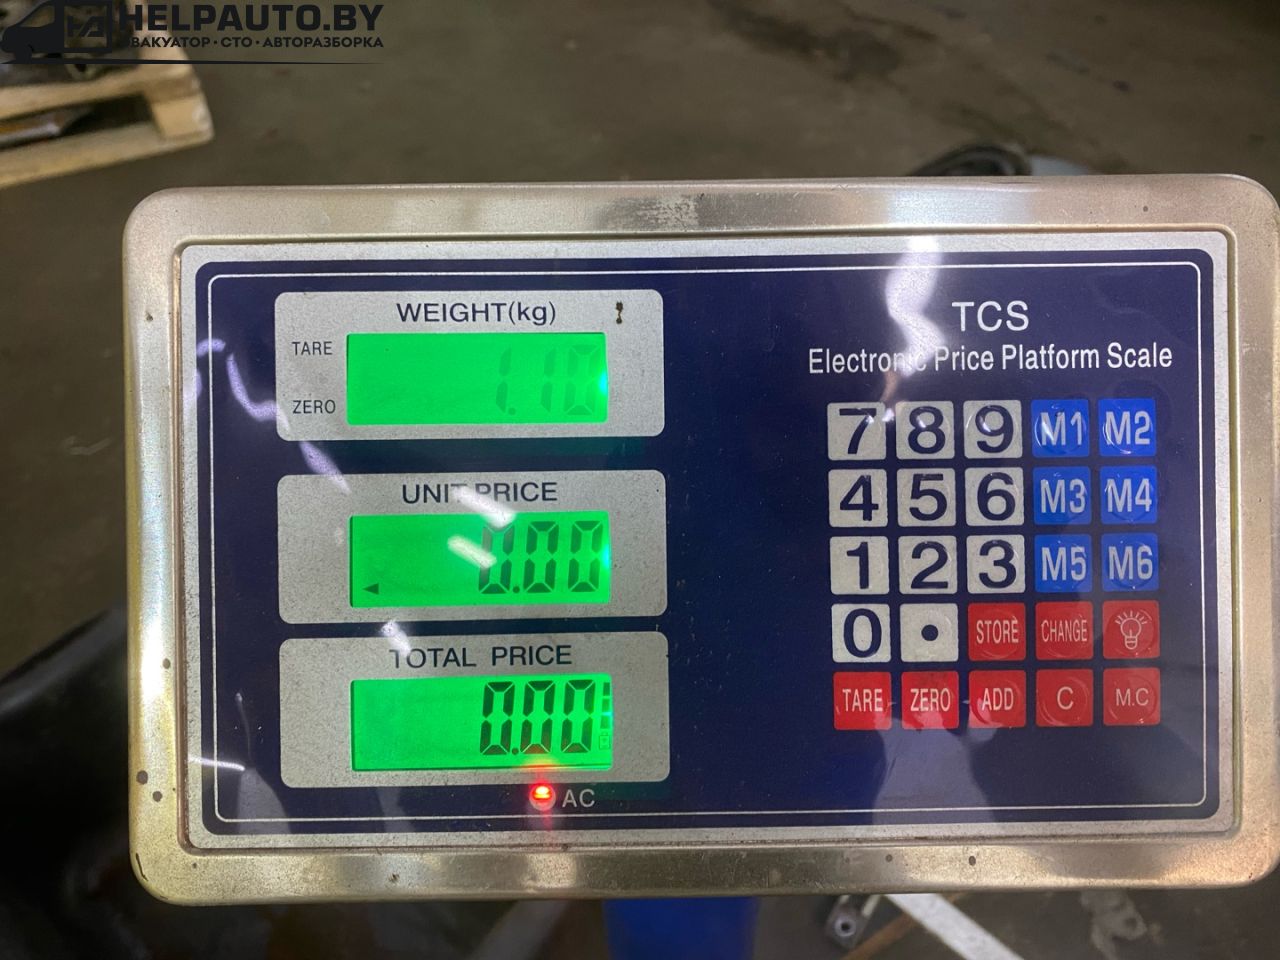 HELPAUTO.BY
ЭВАКУАТОР · СТО · АВТОРАЗБОРКА
WEIGHT(kg)
TARE
1.10
ZERO
UNIT PRICE
0.00
TOTAL PRICE
0.00
AC
TCS
Electronic Price Platform Scale
7 8 9 M1 M2
4 5 6 M3 M4
1 2 3 M5 M6
0 . STORE CHANGE
TARE ZERO ADD C M.C